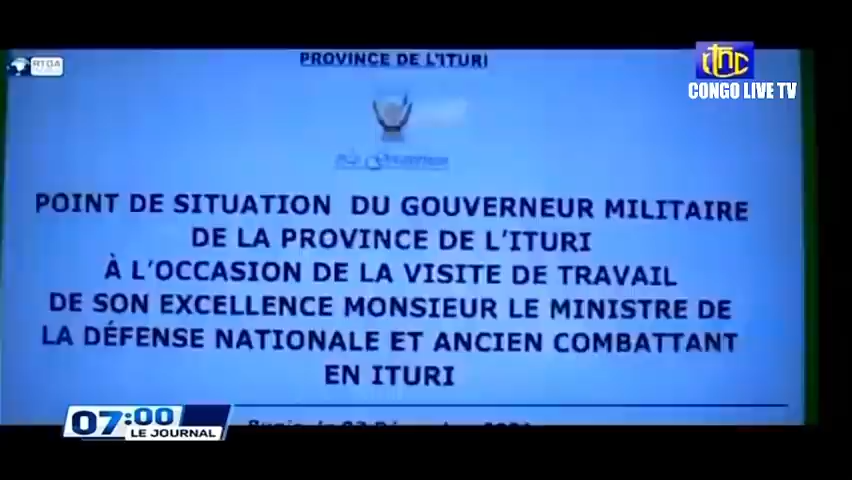 PROVINCE DE L'ITURI
RTGA
CONGO LIVE TV
POINT DE SITUATION DU GOUVERNEUR MILITAIRE
DE LA PROVINCE DE L'ITURI
À L'OCCASION DE LA VISITE DE TRAVAIL
DE SON EXCELLENCE MONSIEUR LE MINISTRE DE
LA DÉFENSE NATIONALE ET ANCIEN COMBATTANT
EN ITURI
07:00
LE JOURNAL